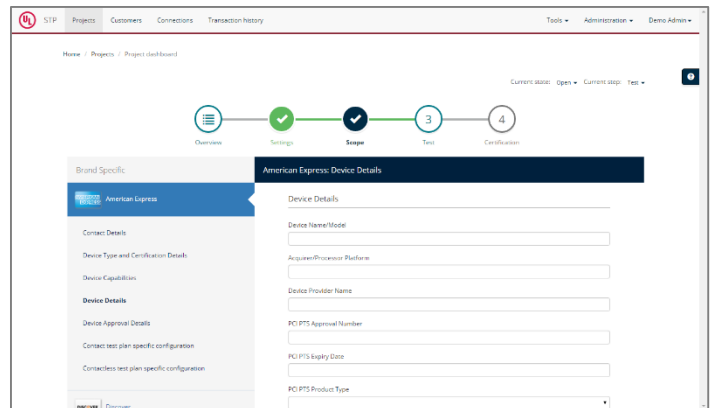 UL STP Projects Customers Connections Transaction history Tools Administration Demo Admin
Home / Projects / Project dashboard
Current state: Open Current step: Test
?
3 4
Overview Settings Scope Test Certification
Brand Specific
American Express: Device Details
American Express
Device Details
Contact Details
Device Name/Model
Device Type and Certification Details
Acquirer/Processor Platform
Device Capabilities
Device Provider Name
Device Details
Device Approval Details
PCI PTS Approval Number
Contact test plan specific configuration
PCI PTS Expiry Date
Contactless test plan specific configuration
PCI PTS Product Type
DISCOVER Discover